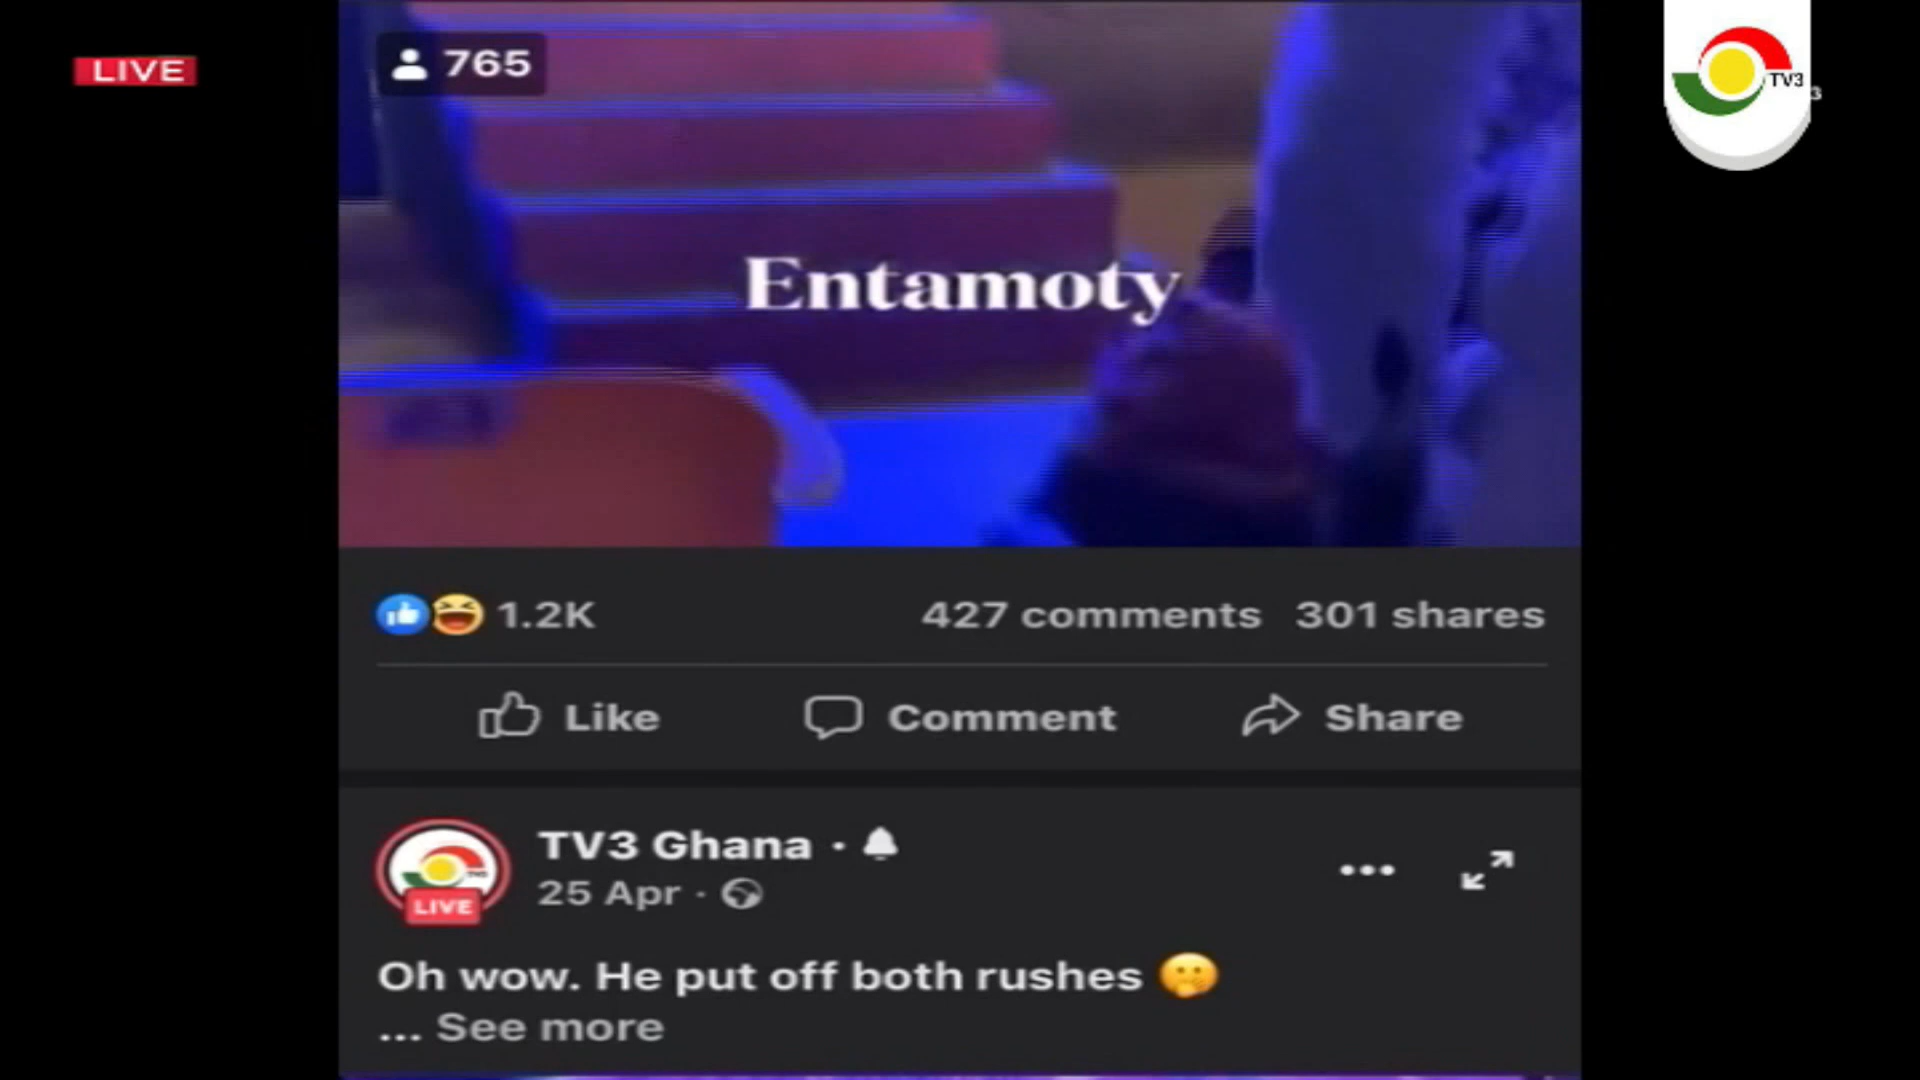 LIVE
765
TV3
3
Entamoty
1.2K
427 comments
301 shares
Like
Comment
Share
TV3 Ghana ·
LIVE
25 Apr ·
Oh wow. He put off both rushes 🤭
... See more